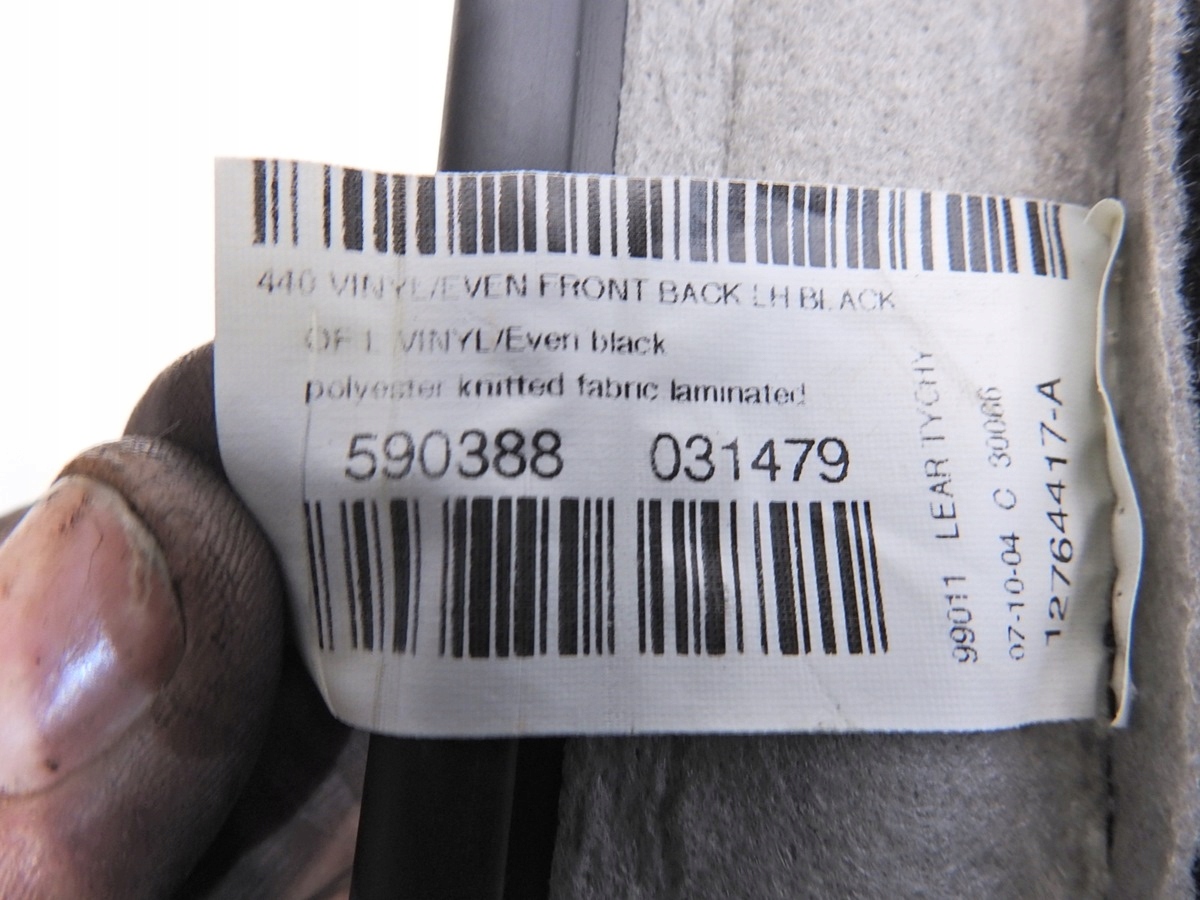 440 VINYL/EVEN FRONT BACK LH BLACK
VINYL/Even black
polyester knitted fabric laminated
590388 031479
99011 LEAR TYCHY
07-10-04 C 30066
127644417-A